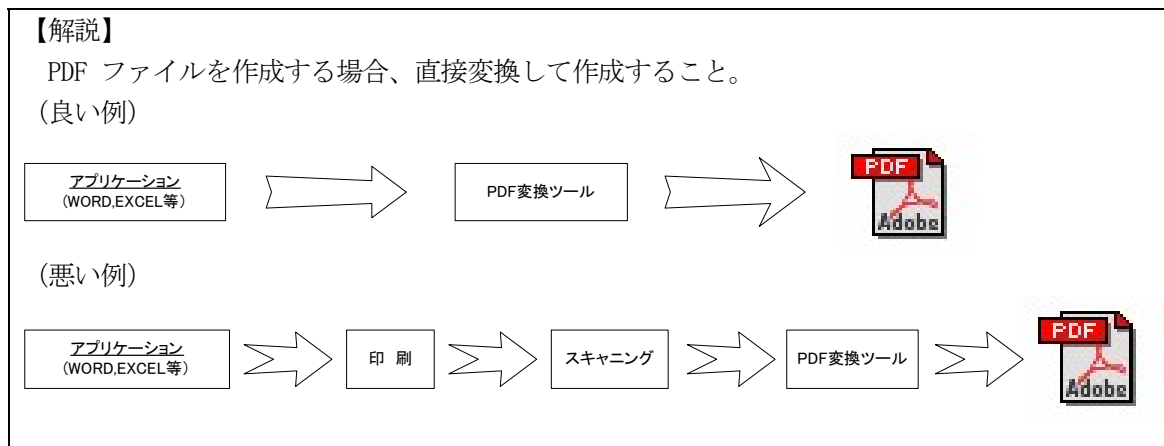 【解説】
PDF ファイルを作成する場合、直接変換して作成すること。
(良い例)
アプリケーション
(WORD,EXCEL等)
PDF変換ツール
PDF
Adobe
(悪い例)
アプリケーション
(WORD,EXCEL等)
印 刷
スキャニング
PDF変換ツール
PDF
Adobe